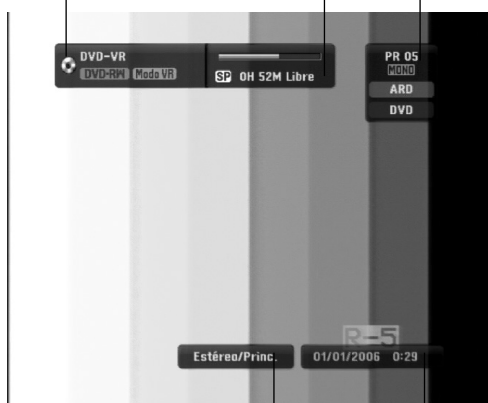 DVD-VR
DVD-RW Modo VR
SP 0H 52M Libre
PR 05
MONO
ARD
DVD
R-5
Estéreo/Princ.
01/01/2006 0:29